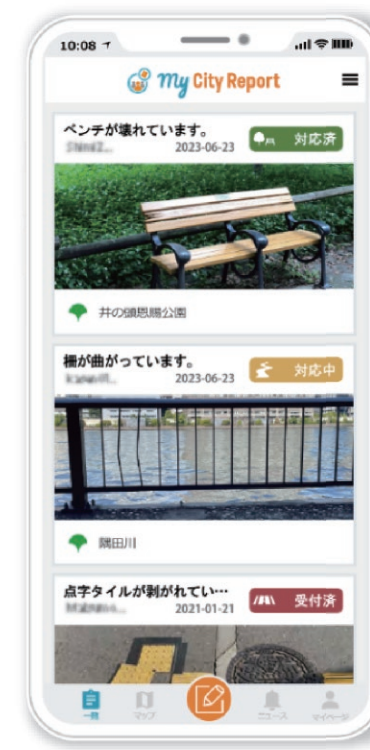 10:08
My City Report
ベンチが壊れています。
2023-06-23
対応済
井の頭恩賜公園
柵が曲がっています。
2023-06-23
対応中
隅田川
点字タイルが剥がれてい…
2021-01-21
受付済
一覧
マップ
ニュース
マイページ